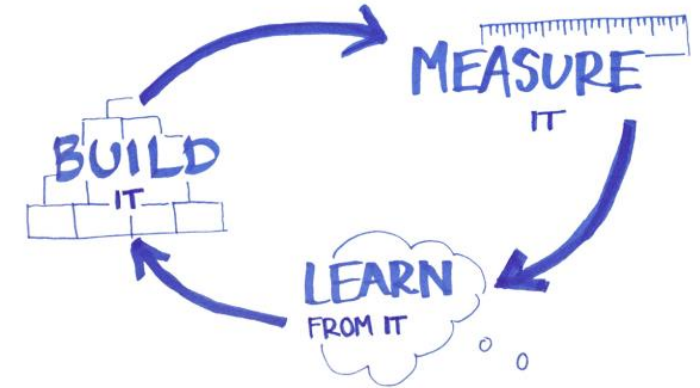 BUILD
IT
MEASURE
IT
LEARN
FROM IT